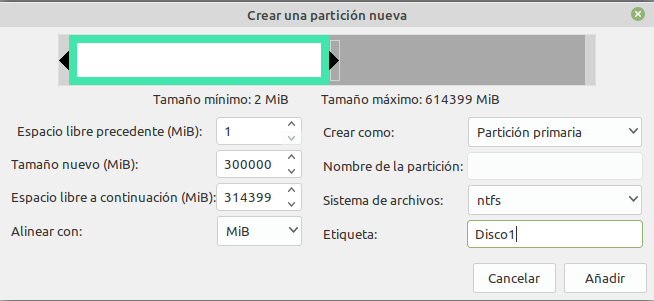 Crear una partición nueva
Tamaño mínimo: 2 MiB Tamaño máximo: 614399 MiB
Espacio libre precedente (MiB): 1 Crear como: Partición primaria
Tamaño nuevo (MiB): 300000 Nombre de la partición:
Espacio libre a continuación (MiB): 314399 Sistema de archivos: ntfs
Alinear con: MiB Etiqueta: Disco1
Cancelar Añadir